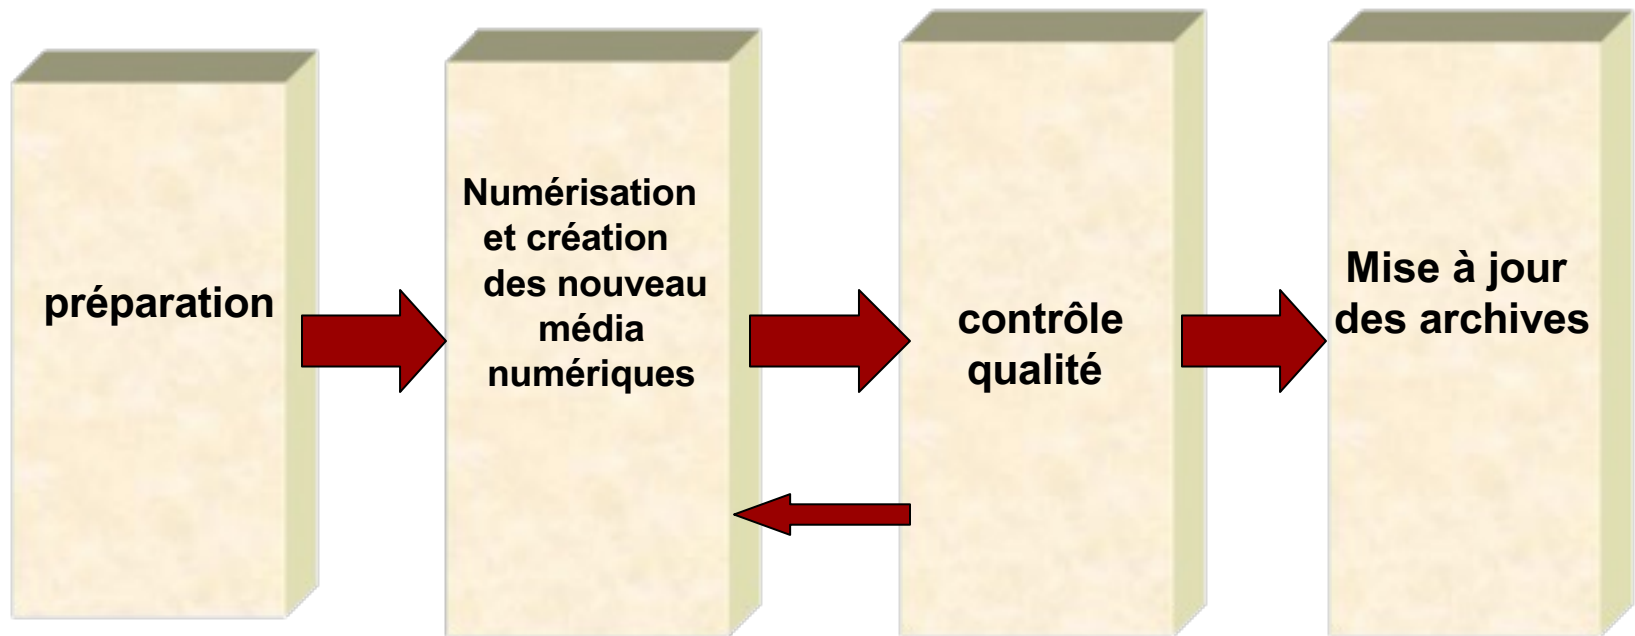 préparation
Numérisation
et création
des nouveau
média
numériques
contrôle
qualité
Mise à jour
des archives